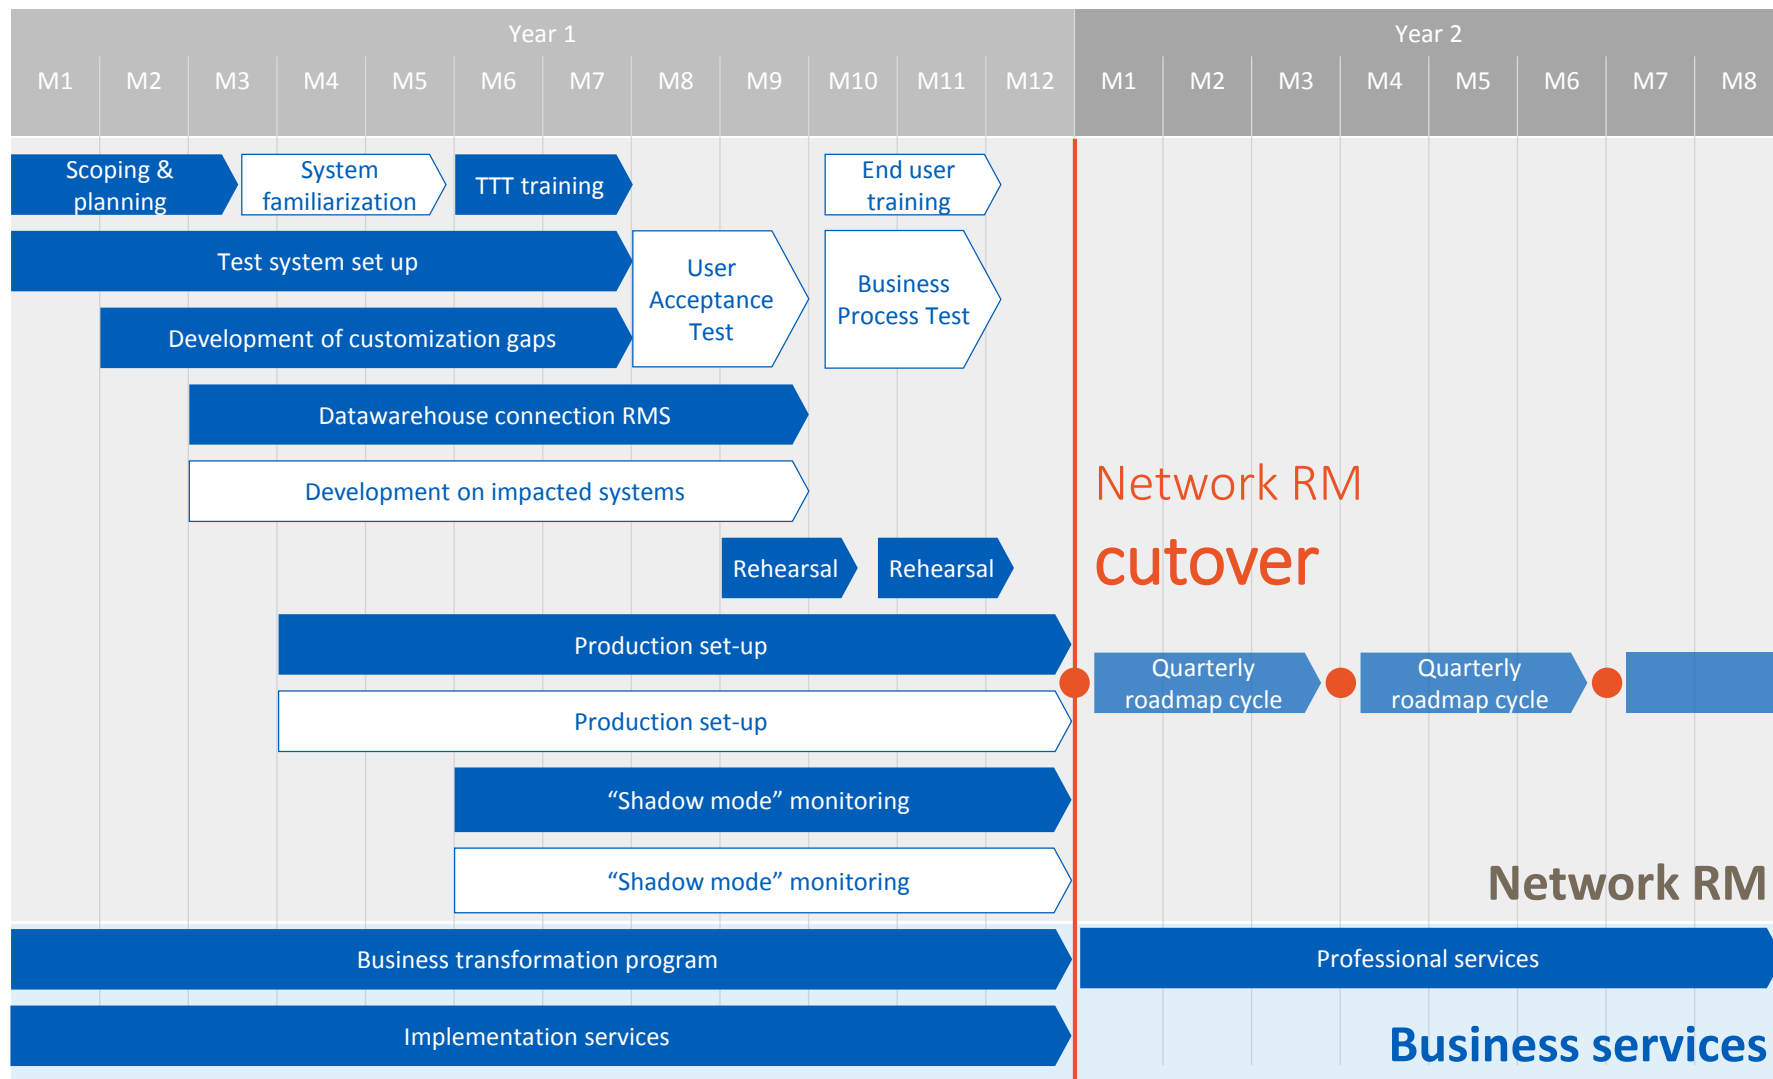 Year 1
Year 2
M1 M2 M3 M4 M5 M6 M7 M8 M9 M10 M11 M12 M1 M2 M3 M4 M5 M6 M7 M8
Scoping &
planning
System
familiarization
TTT training
End user
training
Test system set up
User
Acceptance
Test
Business
Process Test
Development of customization gaps
Datawarehouse connection RMS
Development on impacted systems
Network RM
cutover
Rehearsal
Rehearsal
Production set-up
Quarterly
roadmap cycle
Quarterly
roadmap cycle
Production set-up
“Shadow mode” monitoring
“Shadow mode” monitoring
Network RM
Business transformation program
Professional services
Implementation services
Business services